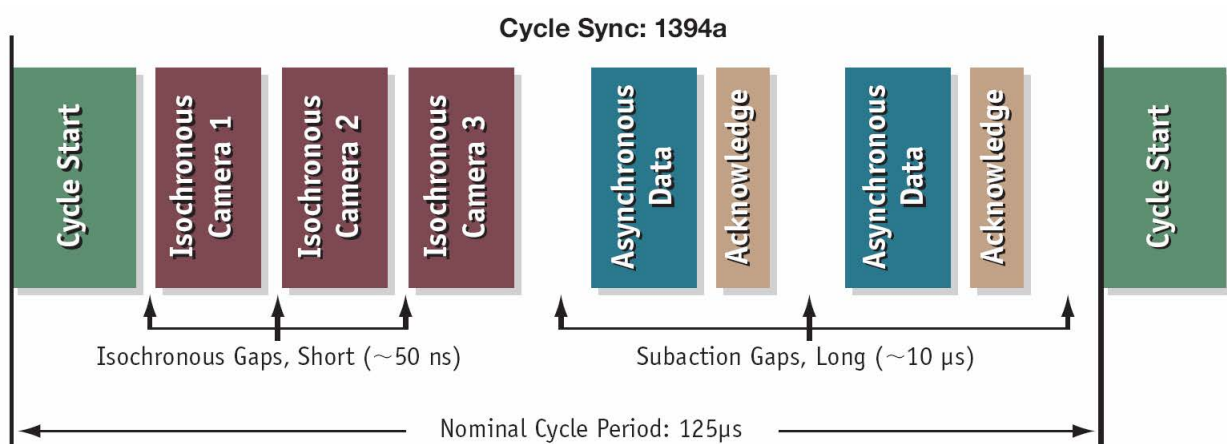 Cycle Sync: 1394a
Cycle Start
Isochronous
Camera 1
Isochronous
Camera 2
Isochronous
Camera 3
Asynchronous
Data
Acknowledge
Asynchronous
Data
Acknowledge
Cycle Start
Isochronous Gaps, Short (~50 ns)
Subaction Gaps, Long (~10 µs)
Nominal Cycle Period: 125µs